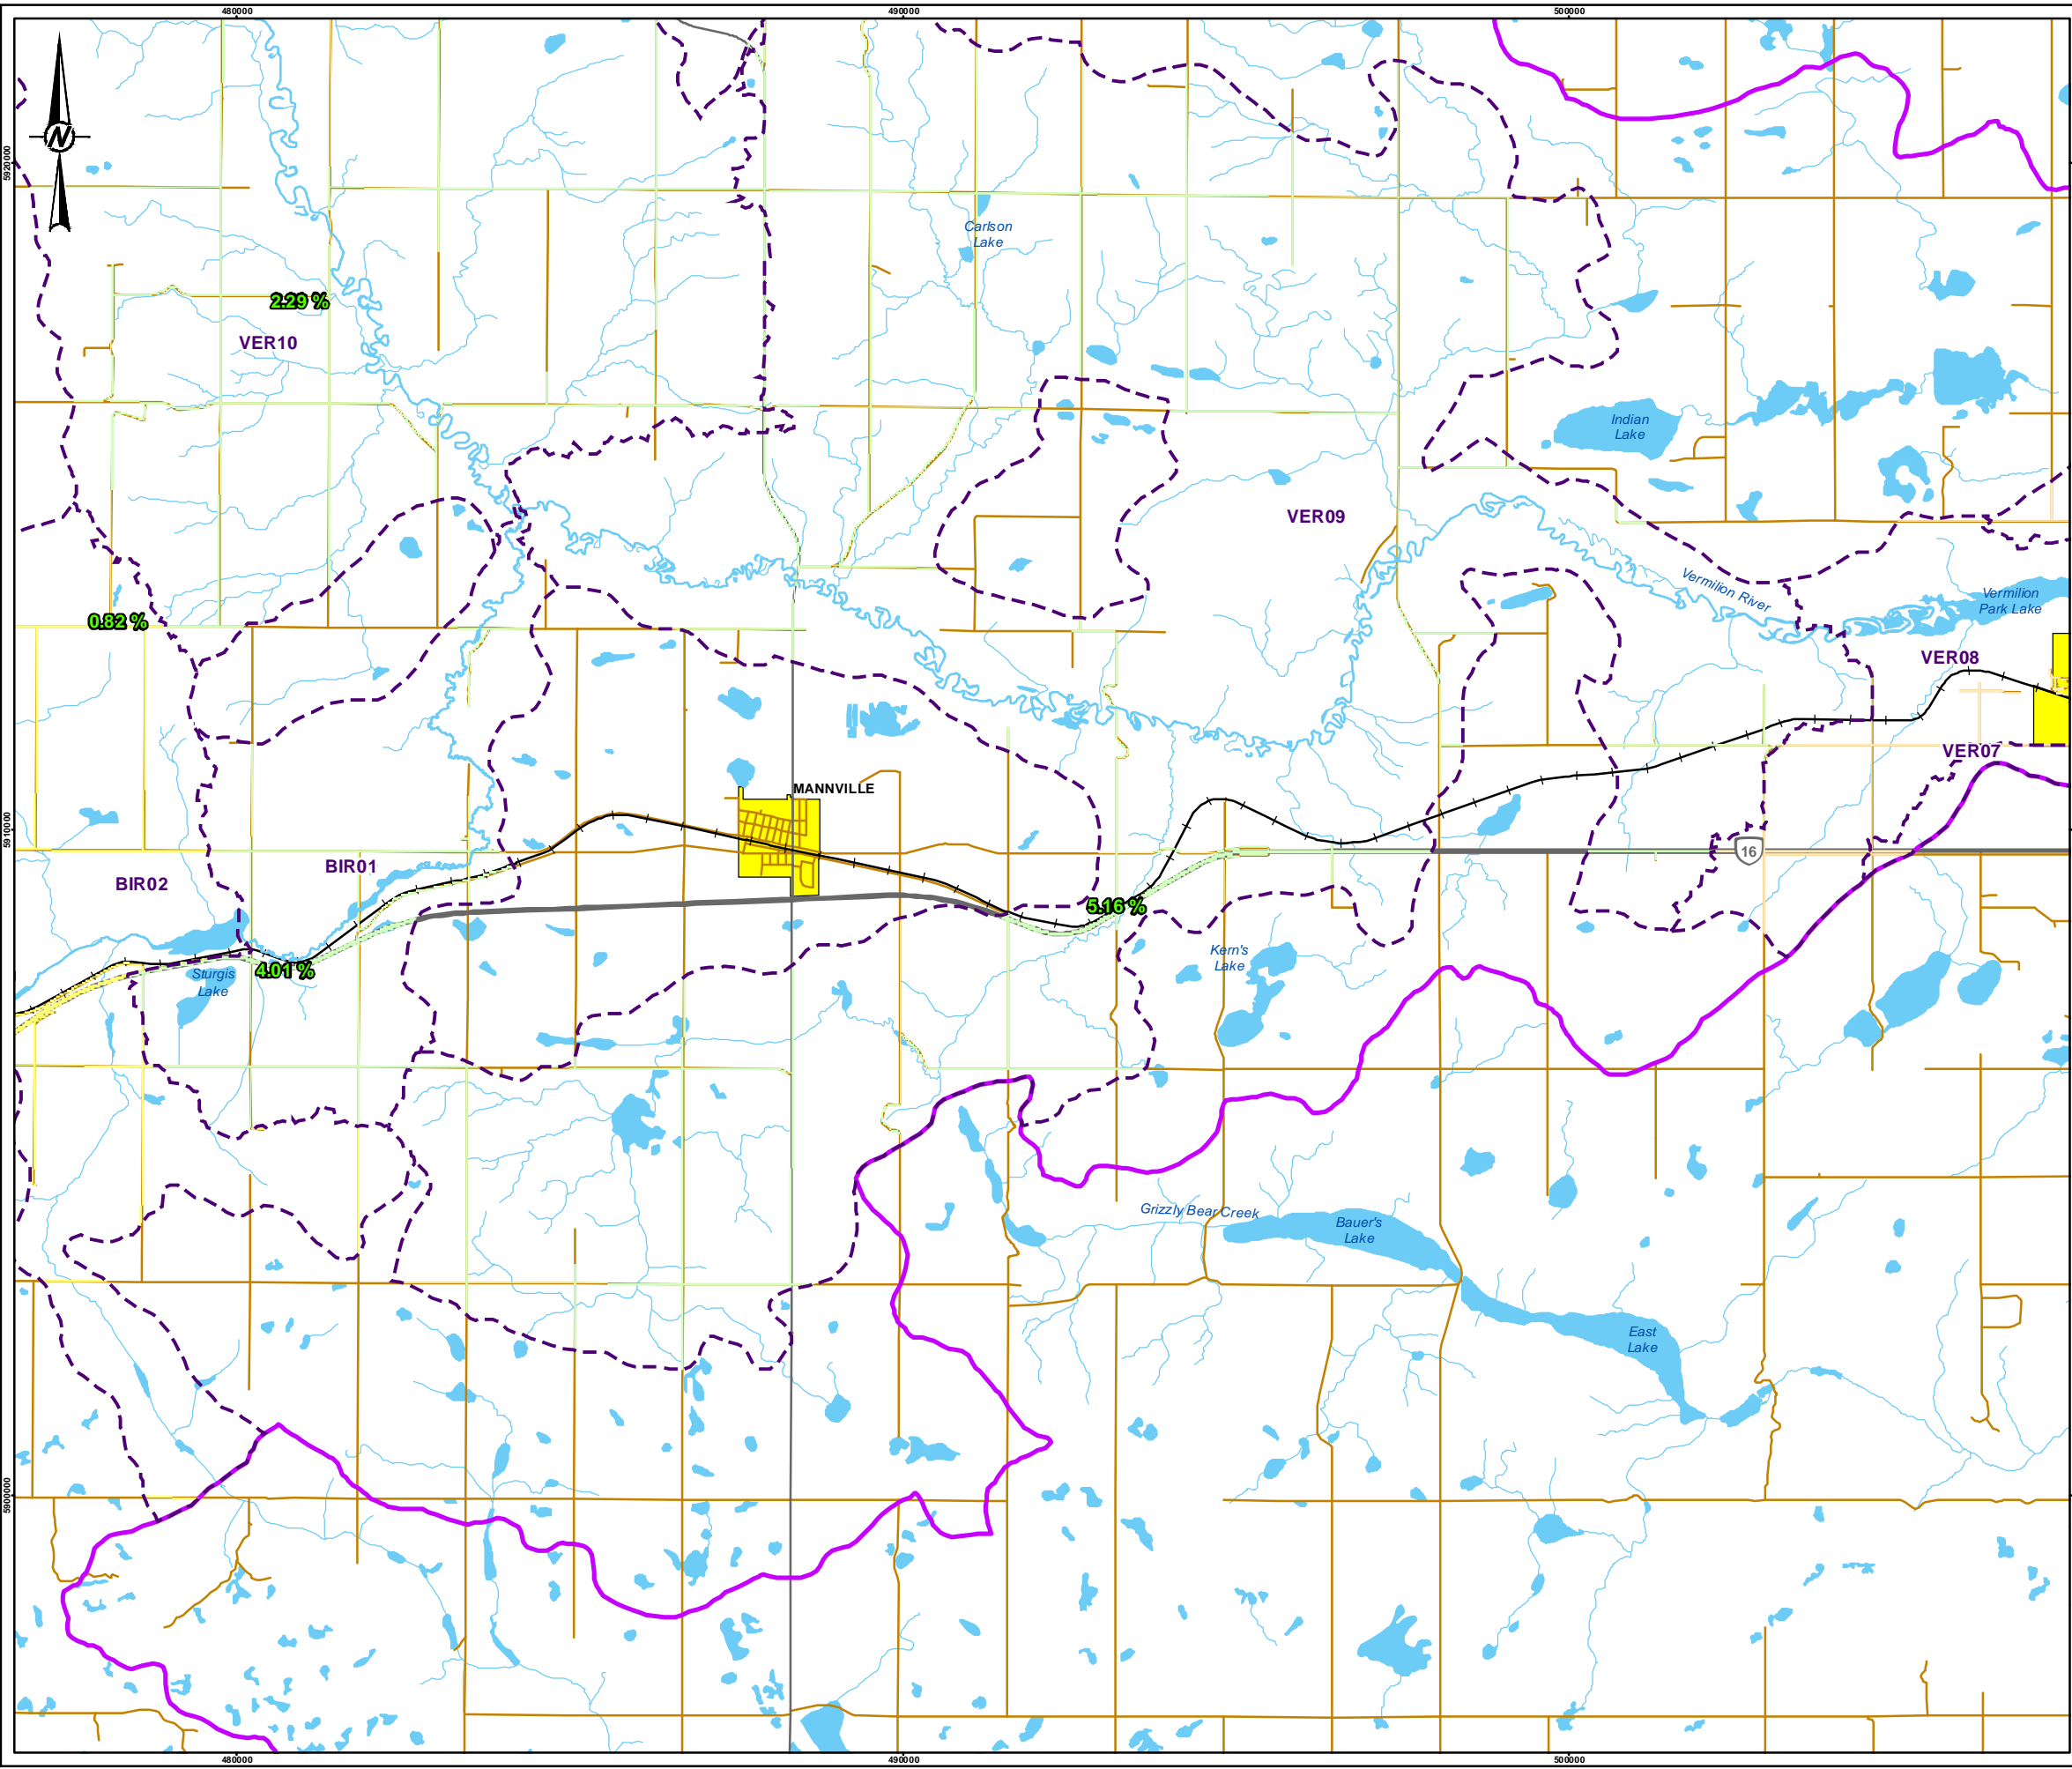 480000
490000
500000
N
5920000
Carlson
Lake
2.29 %
VER10
Indian
Lake
VER09
Vermilion River
Vermilion
Park Lake
0.82 %
VER08
VER07
MANNVILLE
5910000
16
BIR01
BIR02
5.16 %
Kern's
Lake
4.01 %
Sturgis
Lake
Grizzly Bear Creek
Bauer's
Lake
East
Lake
5900000
480000
490000
500000